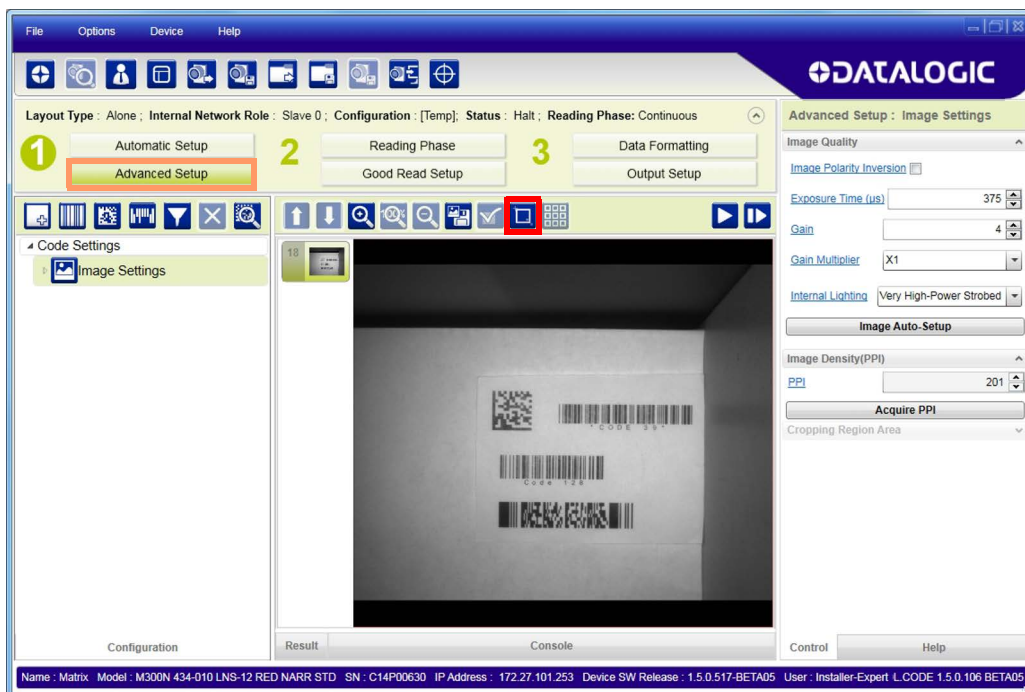 File Options Device Help
DATALOGIC
Layout Type : Alone ; Internal Network Role : Slave 0 ; Configuration : [Temp]; Status : Halt ; Reading Phase: Continuous
1 Automatic Setup 2 Reading Phase 3 Data Formatting
Advanced Setup Good Read Setup Output Setup
100%
Code Settings
Image Settings
18
*CODE 39*
Code 128
Configuration
Result Console
Advanced Setup : Image Settings
Image Quality
Image Polarity Inversion
Exposure Time (µs) 375
Gain 4
Gain Multiplier X1
Internal Lighting Very High-Power Strobed
Image Auto-Setup
Image Density(PPI)
PPI 201
Acquire PPI
Cropping Region Area
Control Help
Name : Matrix Model : M300N 434-010 LNS-12 RED NARR STD SN : C14P00630 IP Address : 172.27.101.253 Device SW Release : 1.5.0.517-BETA05 User : Installer-Expert L.CODE 1.5.0.106 BETA05